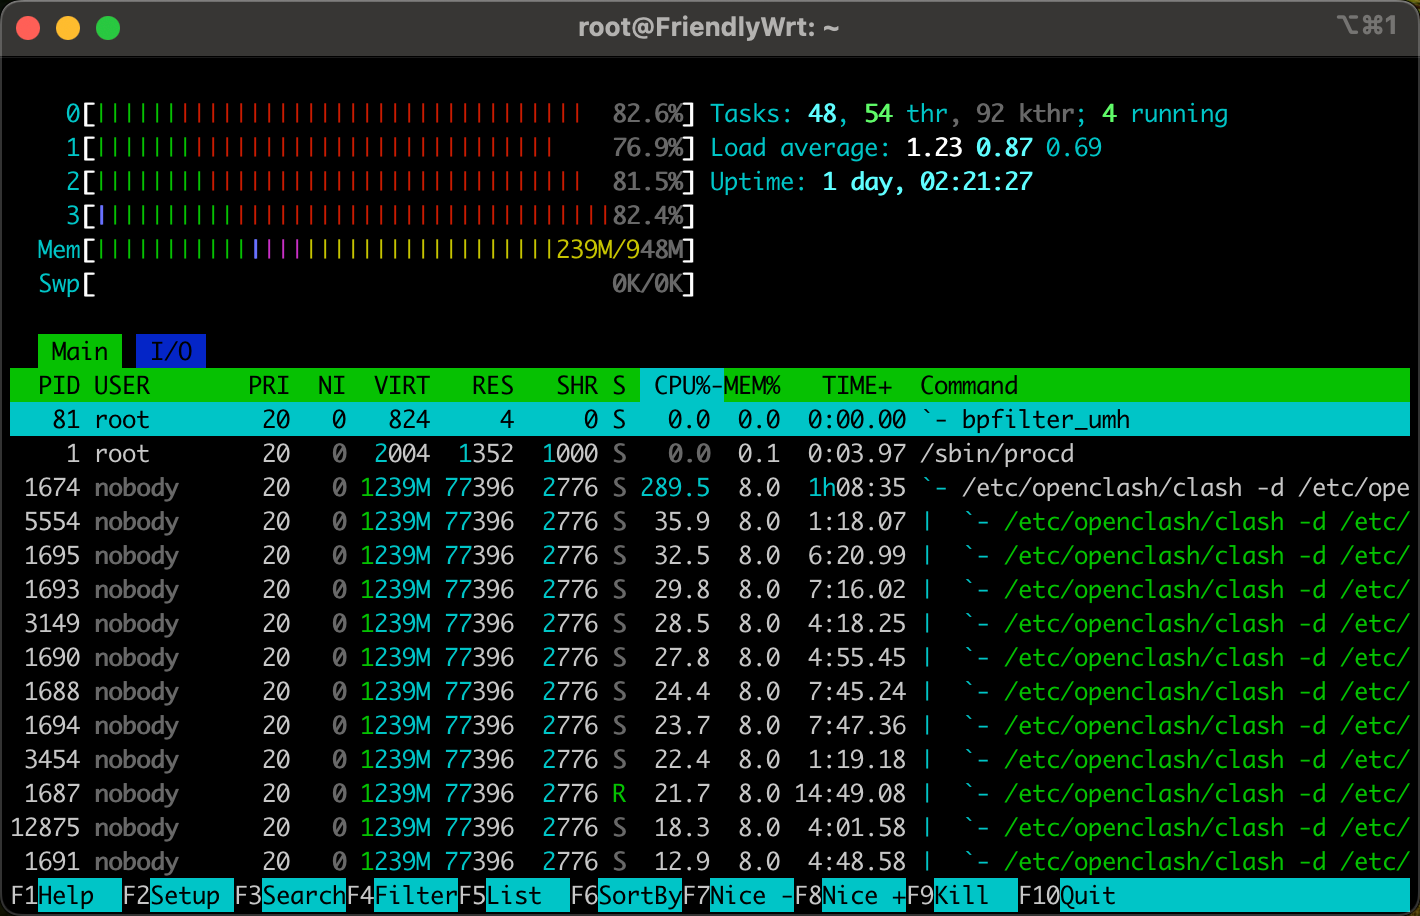 root@FriendlyWrt: ~ ⌥⌘1
0[|||||||||||||||||||||||||||||||||||82.6%] Tasks: 48, 54 thr, 92 kthr; 4 running
1[|||||||||||||||||||||||||||||||||76.9%] Load average: 1.23 0.87 0.69
2[|||||||||||||||||||||||||||||||||||81.5%] Uptime: 1 day, 02:21:27
3[|||||||||||||||||||||||||||||||||||||82.4%]
Mem[|||||||||||||||||||||||||||||||||239M/948M]
Swp[ 0K/0K]
Main I/O
PID USER PRI NI VIRT RES SHR S CPU%-MEM% TIME+ Command
81 root 20 0 824 4 0 S 0.0 0.0 0:00.00 `- bpfilter_umh
1 root 20 0 2004 1352 1000 S 0.0 0.1 0:03.97 /sbin/procd
1674 nobody 20 0 1239M 77396 2776 S 289.5 8.0 1h08:35 `- /etc/openclash/clash -d /etc/ope
5554 nobody 20 0 1239M 77396 2776 S 35.9 8.0 1:18.07 | `- /etc/openclash/clash -d /etc/
1695 nobody 20 0 1239M 77396 2776 S 32.5 8.0 6:20.99 | `- /etc/openclash/clash -d /etc/
1693 nobody 20 0 1239M 77396 2776 S 29.8 8.0 7:16.02 | `- /etc/openclash/clash -d /etc/
3149 nobody 20 0 1239M 77396 2776 S 28.5 8.0 4:18.25 | `- /etc/openclash/clash -d /etc/
1690 nobody 20 0 1239M 77396 2776 S 27.8 8.0 4:55.45 | `- /etc/openclash/clash -d /etc/
1688 nobody 20 0 1239M 77396 2776 S 24.4 8.0 7:45.24 | `- /etc/openclash/clash -d /etc/
1694 nobody 20 0 1239M 77396 2776 S 23.7 8.0 7:47.36 | `- /etc/openclash/clash -d /etc/
3454 nobody 20 0 1239M 77396 2776 S 22.4 8.0 1:19.18 | `- /etc/openclash/clash -d /etc/
1687 nobody 20 0 1239M 77396 2776 R 21.7 8.0 14:49.08 | `- /etc/openclash/clash -d /etc/
12875 nobody 20 0 1239M 77396 2776 S 18.3 8.0 4:01.58 | `- /etc/openclash/clash -d /etc/
1691 nobody 20 0 1239M 77396 2776 S 12.9 8.0 4:48.58 | `- /etc/openclash/clash -d /etc/
F1Help F2Setup F3SearchF4FilterF5List F6SortByF7Nice -F8Nice +F9Kill F10Quit